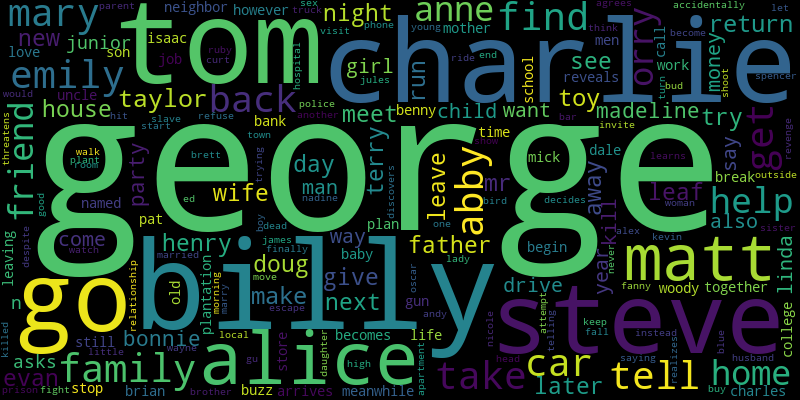 mary
parent
neighbor
however
sex
truck
night
anne
find
accidentally
agrees
let
new
junior
job
isaac
ruby
curt
tom
charlie
visit
phone
young
mother
men
think
become
return
love
soh
uncle
hospital
girl
jules
run
ride
end
see
lorry
call
turn
money
emily
would
taylor
back
police
another
benny
school
reveals
work
bud
spencer
shoot
house
hit
slave
refuse
bank
meet
child
want
toy
madeline
try
get
threatens
friend
walk
plant
room
start
town
brett
trying
party
george
day
terry
time
show
mick
dale
say
learns
revenge
wife
man
nadine
discovers
leave
abby
mr
away
leaf
break
outside
good
named
ed
pat
plan
bird
decides
kill
woman
help
despite
come
watch
henry
boy
dead
james
finally
way
father
one
begin
year
alex
kevin
also
sister
leaving
married
doug
baby
lady
matt
linda
n
go
relationship
old
morning
plantation
billy
move
make
marry
escape
give
next
oscar
gun
drive
never
fanny
woody
together
college
killed
still
bonnie
local
store
becomes
andy
life
steve
attempt
telling
keep
fall
instead
blue
husband
asks
little
wayne
alice
daughter
apartment
nicole
saying
realizes
evan
family
gu
high
take
head
car
tell
home
prison
fight
stop
brian
brother
buzz
arrives
meanwhile
later
buy
charles